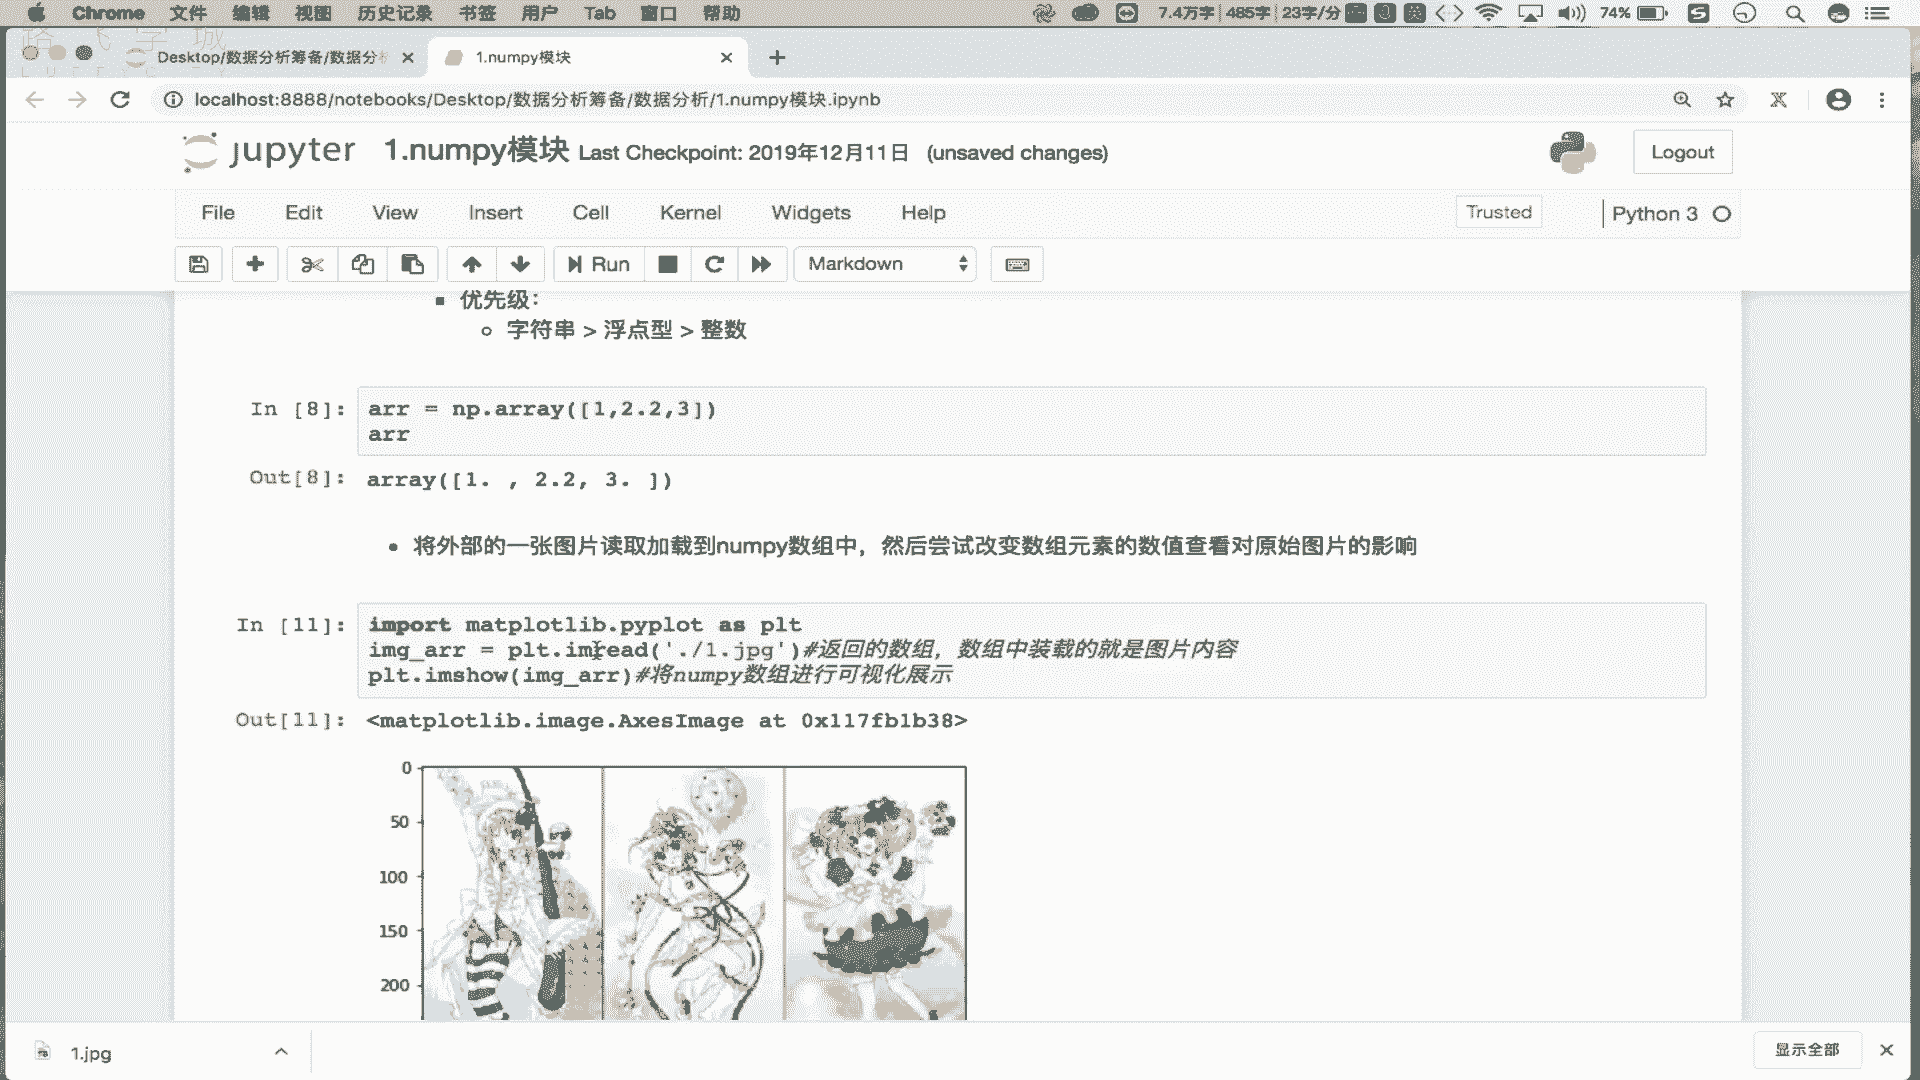 Chrome 文件 编辑 视图 历史记录 书签 用户 Tab 窗口 帮助 7.4万字 485字 23字/分 74%
Desktop/数据分析筹备/数据分析
1.numpy模块
localhost:8888/notebooks/Desktop/数据分析筹备/数据分析/1.numpy模块.ipynb
jupyter 1.numpy模块 Last Checkpoint: 2019年12月11日 (unsaved changes)
Logout
File Edit View Insert Cell Kernel Widgets Help
Trusted
Python 3
Run
Markdown
优先级：
字符串 > 浮点型 > 整数
In [8]: arr = np.array([1,2.2,3])
arr
Out[8]: array([1. , 2.2, 3. ])
将外部的一张图片读取加载到numpy数组中，然后尝试改变数组元素的数值查看对原始图片的影响
In [11]: import matplotlib.pyplot as plt
img_arr = plt.imread('./1.jpg')#返回的数组，数组中装载的就是图片内容
plt.imshow(img_arr)#将numpy数组进行可视化展示
Out[11]: <matplotlib.image.AxesImage at 0x117fb1b38>
0
50
100
150
200
1.jpg
显示全部